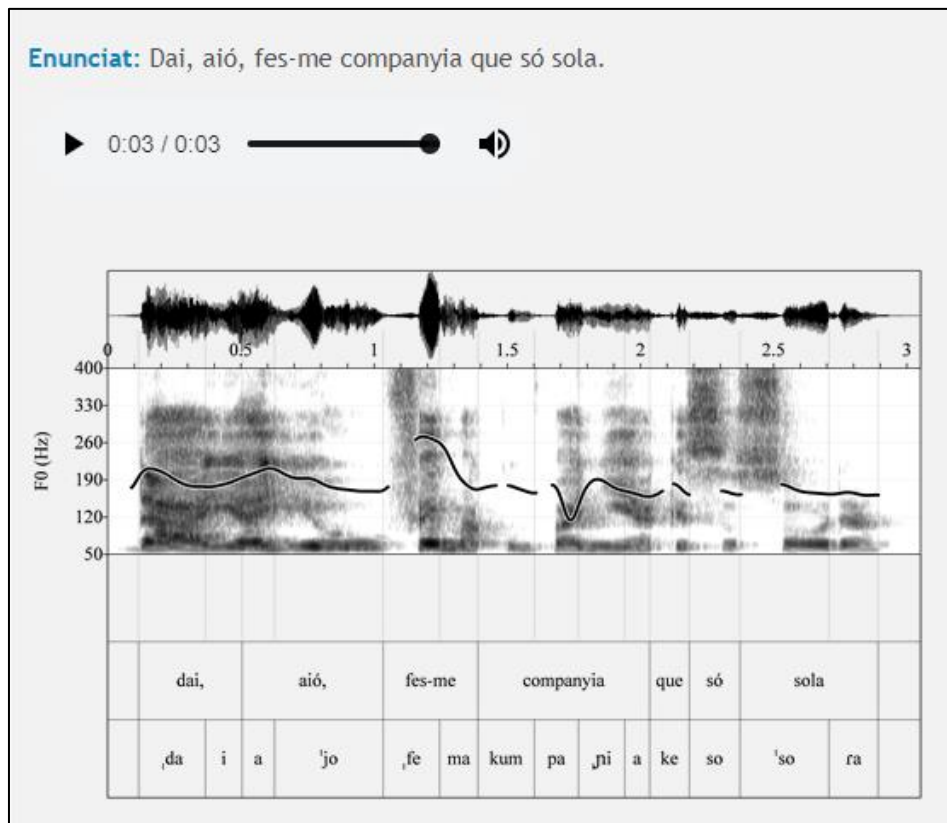 Enunciat: Dai, aió, fes-me companyia que só sola.
0:03 / 0:03
0 0.5 1 1.5 2 2.5 3
400
330
260
190
120
50
F0 (Hz)
dai, aió, fes-me companyia que só sola
ˌda i a ˈjo ˌfe ma kum pa ˌɲi a ke so ˈso ɾa